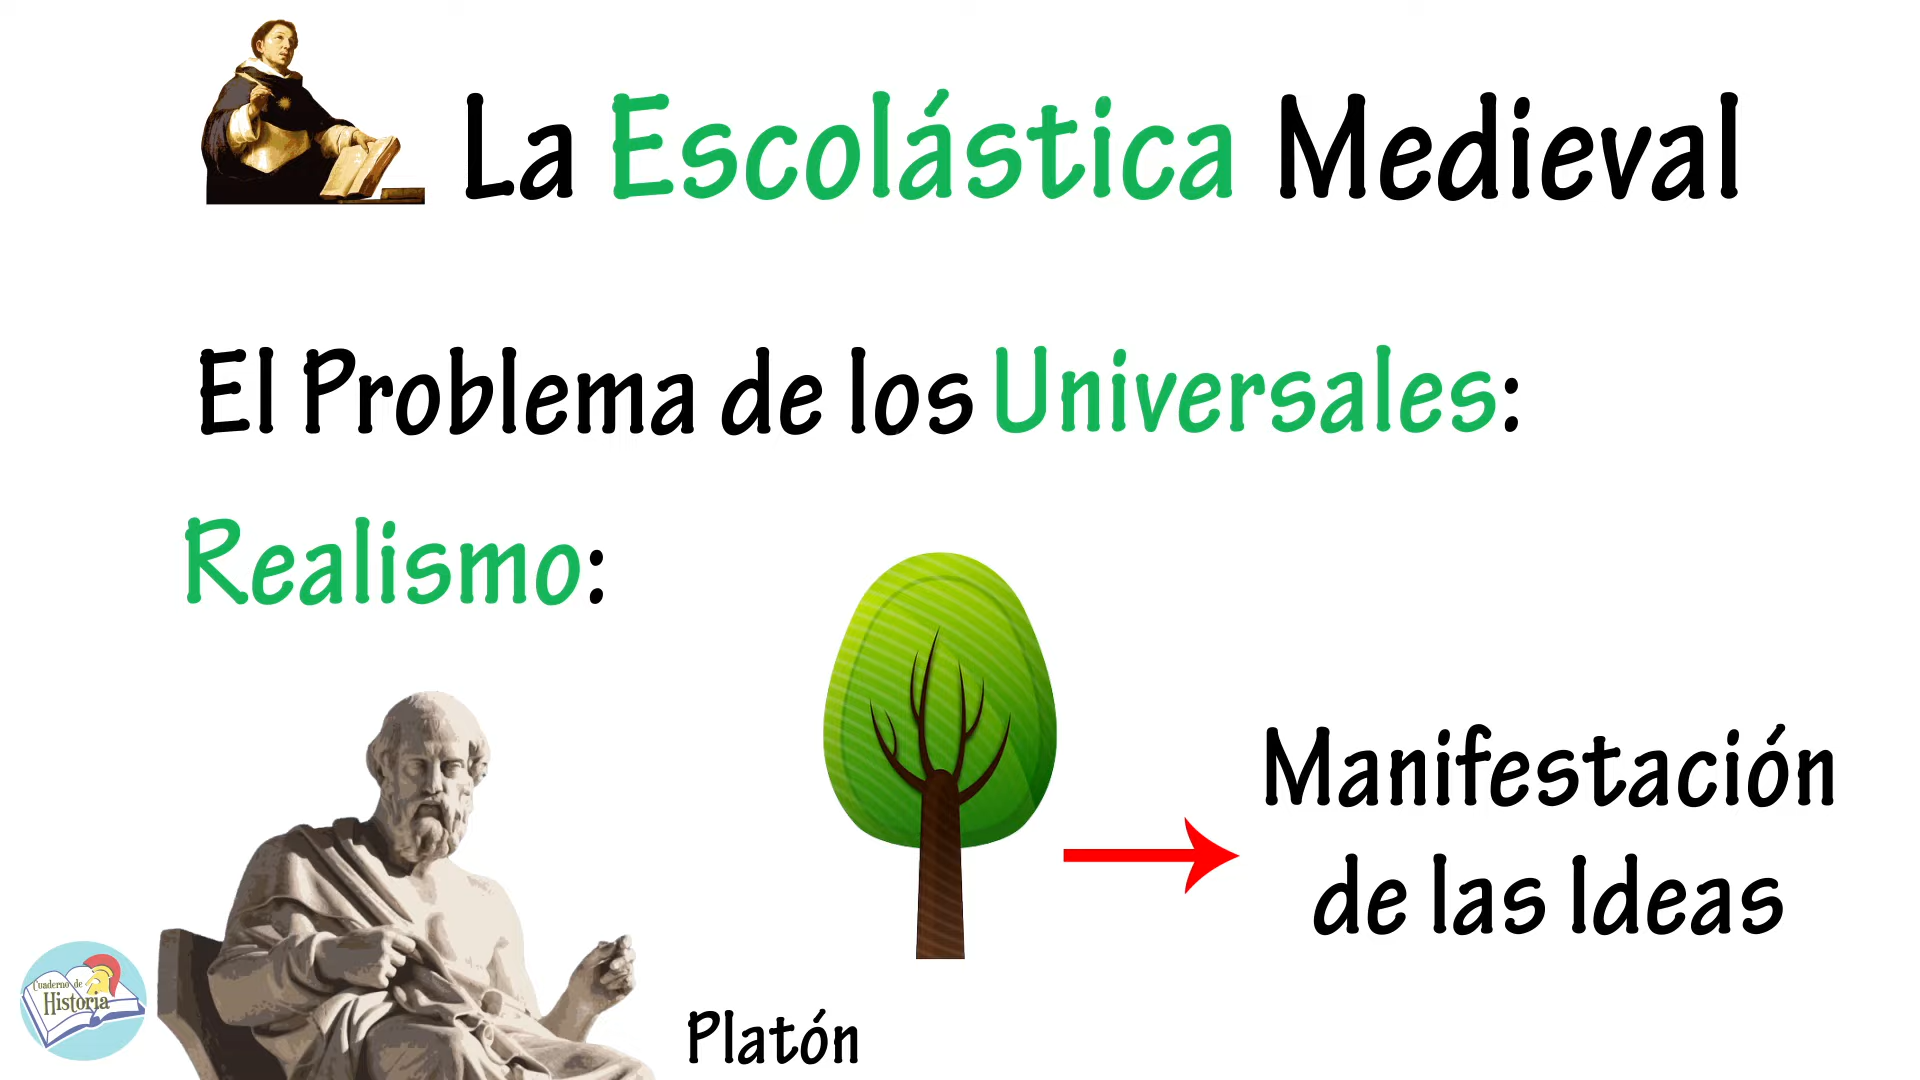 La Escolástica Medieval
El Problema de los Universales:
Realismo:
Manifestación
de las Ideas
Platón
Cuaderno de
Historia